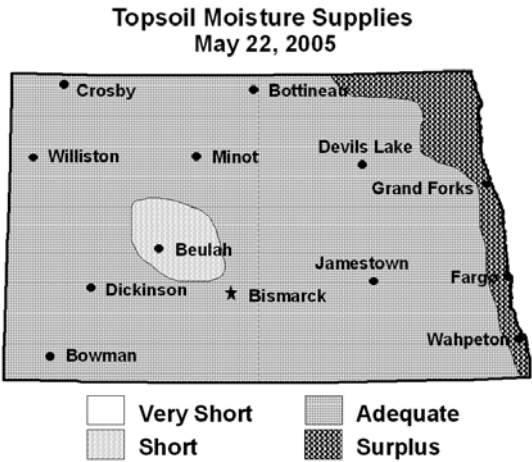 Topsoil Moisture Supplies
May 22, 2005
Crosby
Bottineau
Williston
Minot
Devils Lake
Grand Forks
Beulah
Jamestown
Fargo
Dickinson
Bismarck
Wahpeton
Bowman
Very Short
Adequate
Short
Surplus